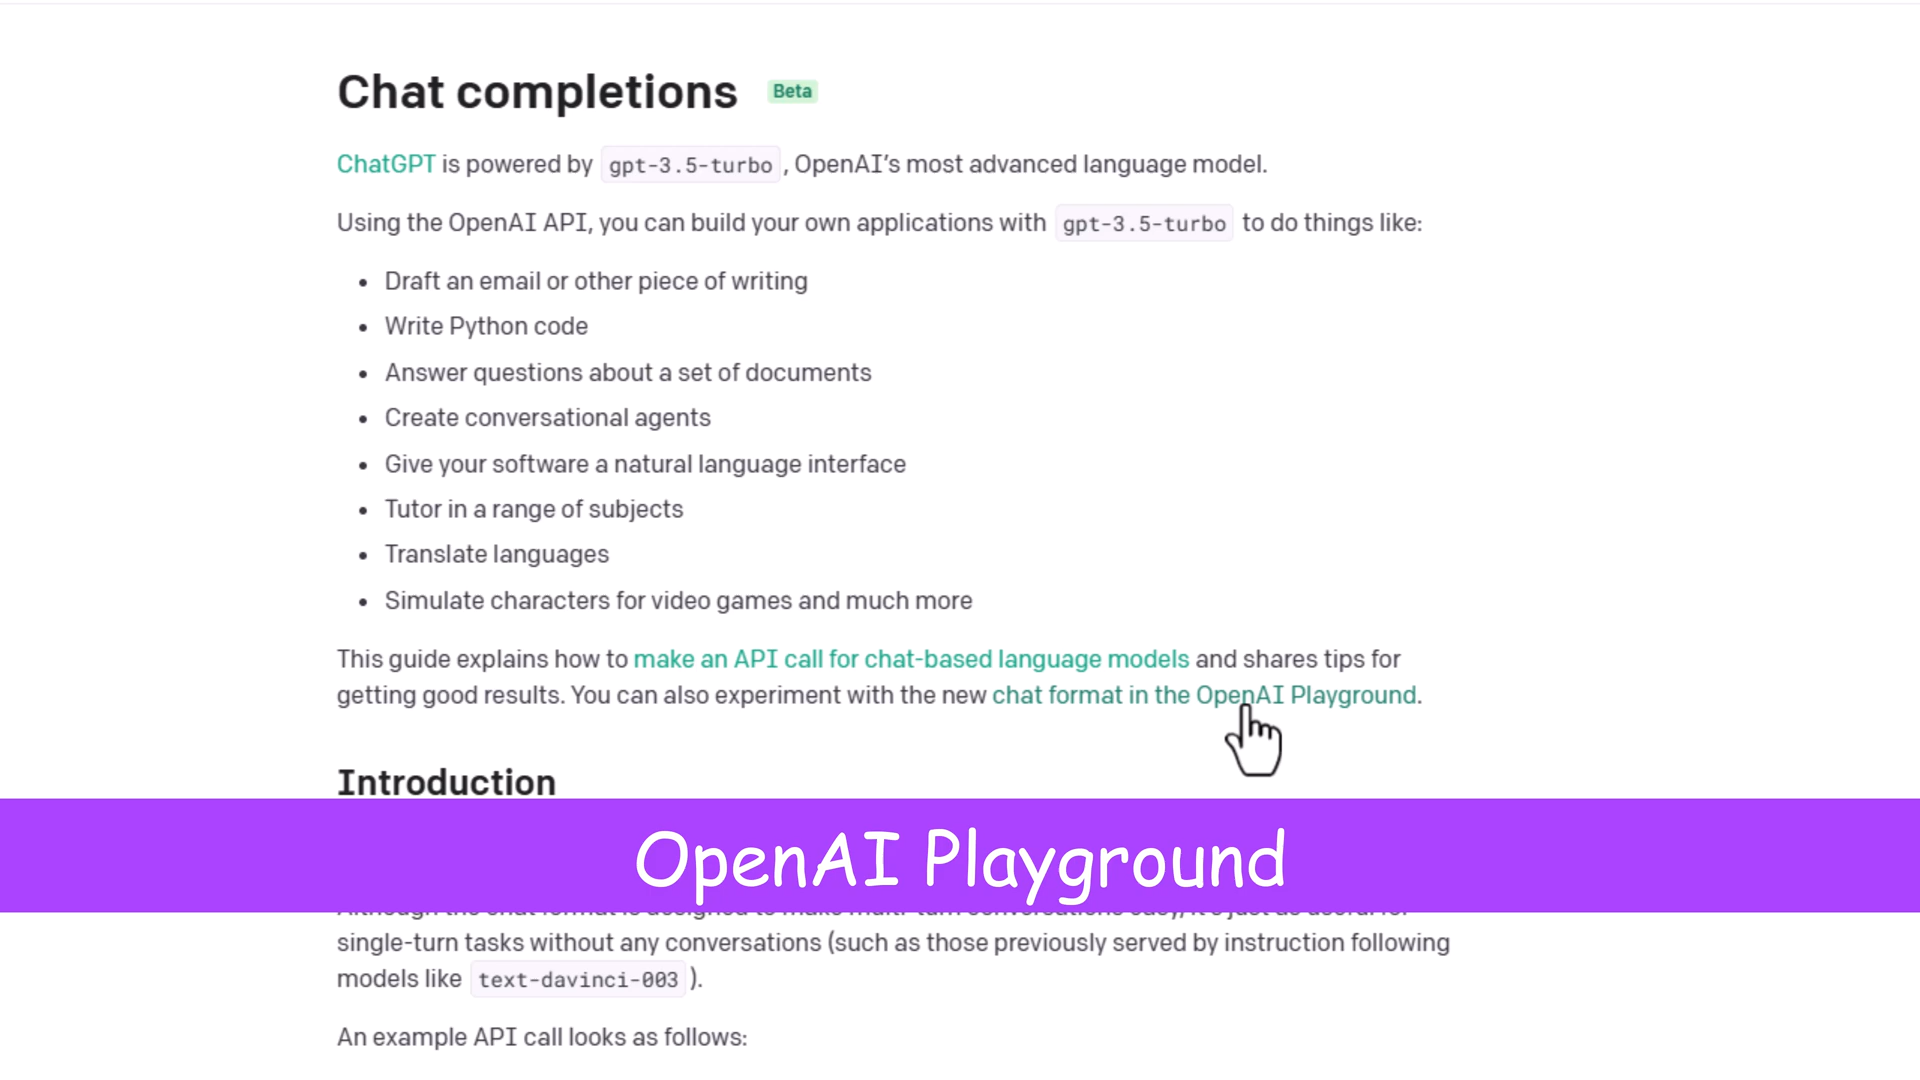 Chat completions Beta
ChatGPT is powered by gpt-3.5-turbo , OpenAI's most advanced language model.
Using the OpenAI API, you can build your own applications with gpt-3.5-turbo to do things like:
• Draft an email or other piece of writing
• Write Python code
• Answer questions about a set of documents
• Create conversational agents
• Give your software a natural language interface
• Tutor in a range of subjects
• Translate languages
• Simulate characters for video games and much more
This guide explains how to make an API call for chat-based language models and shares tips for
getting good results. You can also experiment with the new chat format in the OpenAI Playground.
Introduction
OpenAI Playground
single-turn tasks without any conversations (such as those previously served by instruction following
models like text-davinci-003 ).
An example API call looks as follows: